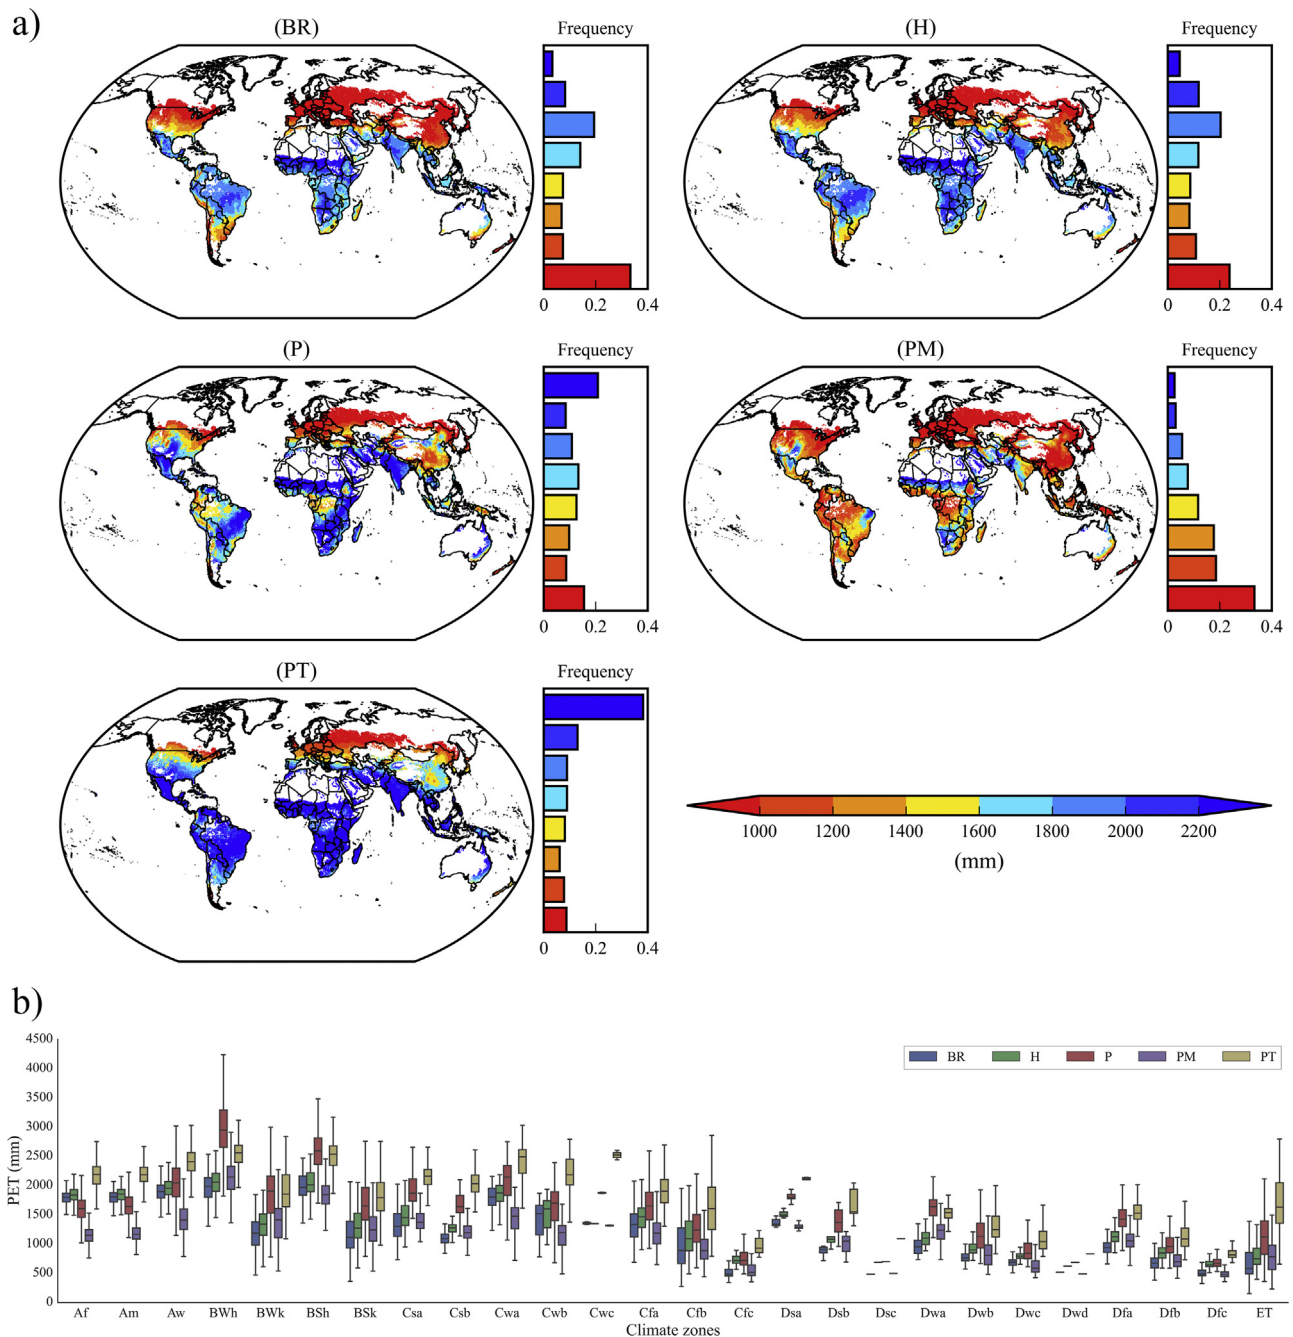 a)
(BR)
Frequency
0 0.2 0.4
(H)
Frequency
0 0.2 0.4
(P)
Frequency
0 0.2 0.4
(PM)
Frequency
0 0.2 0.4
(PT)
Frequency
0 0.2 0.4
1000 1200 1400 1600 1800 2000 2200
(mm)
b)
PET (mm)
4500
4000
3500
3000
2500
2000
1500
1000
500
0
BR H P PM PT
Af Am Aw BWh BWk BSh BSk Csa Csb Cwa Cwb Cwc Cfa Cfb Cfc Dsa Dsb Dsc Dwa Dwb Dwc Dwd Dfa Dfb Dfc ET
Climate zones